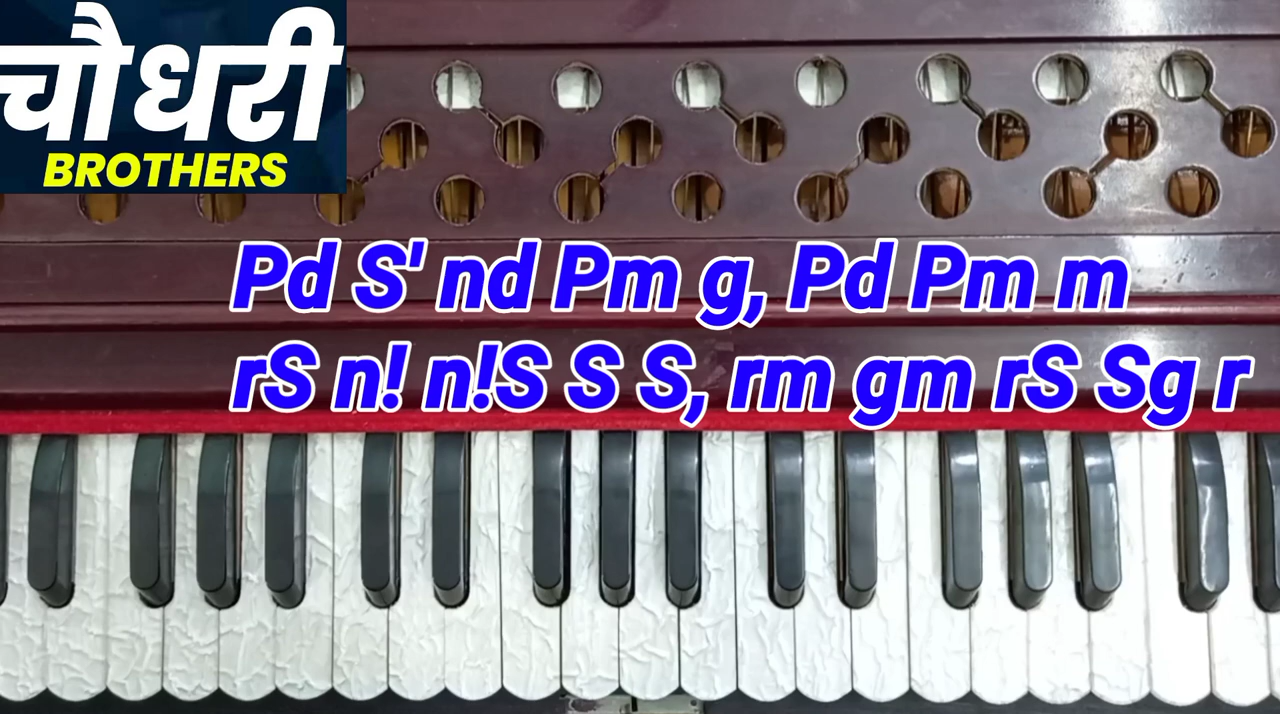 चौधरी
BROTHERS
Pd S' nd Pm g, Pd Pm m
rS n! n!S S S, rm gm rS Sg r